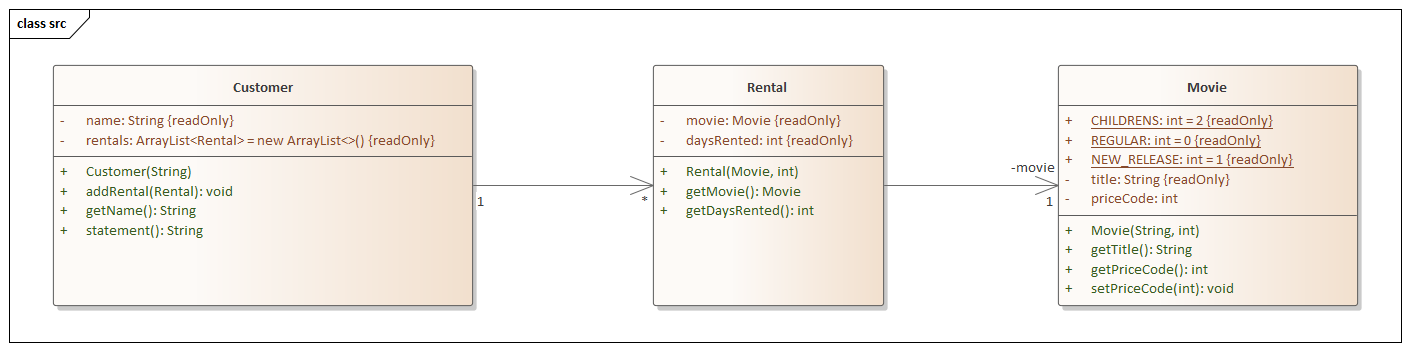 class src
Customer
- name: String {readOnly}
- rentals: ArrayList<Rental> = new ArrayList<>() {readOnly}
+ Customer(String)
+ addRental(Rental): void
+ getName(): String
+ statement(): String
1
*
Rental
- movie: Movie {readOnly}
- daysRented: int {readOnly}
+ Rental(Movie, int)
+ getMovie(): Movie
+ getDaysRented(): int
-movie
1
Movie
+ CHILDRENS: int = 2 {readOnly}
+ REGULAR: int = 0 {readOnly}
+ NEW_RELEASE: int = 1 {readOnly}
- title: String {readOnly}
- priceCode: int
+ Movie(String, int)
+ getTitle(): String
+ getPriceCode(): int
+ setPriceCode(int): void